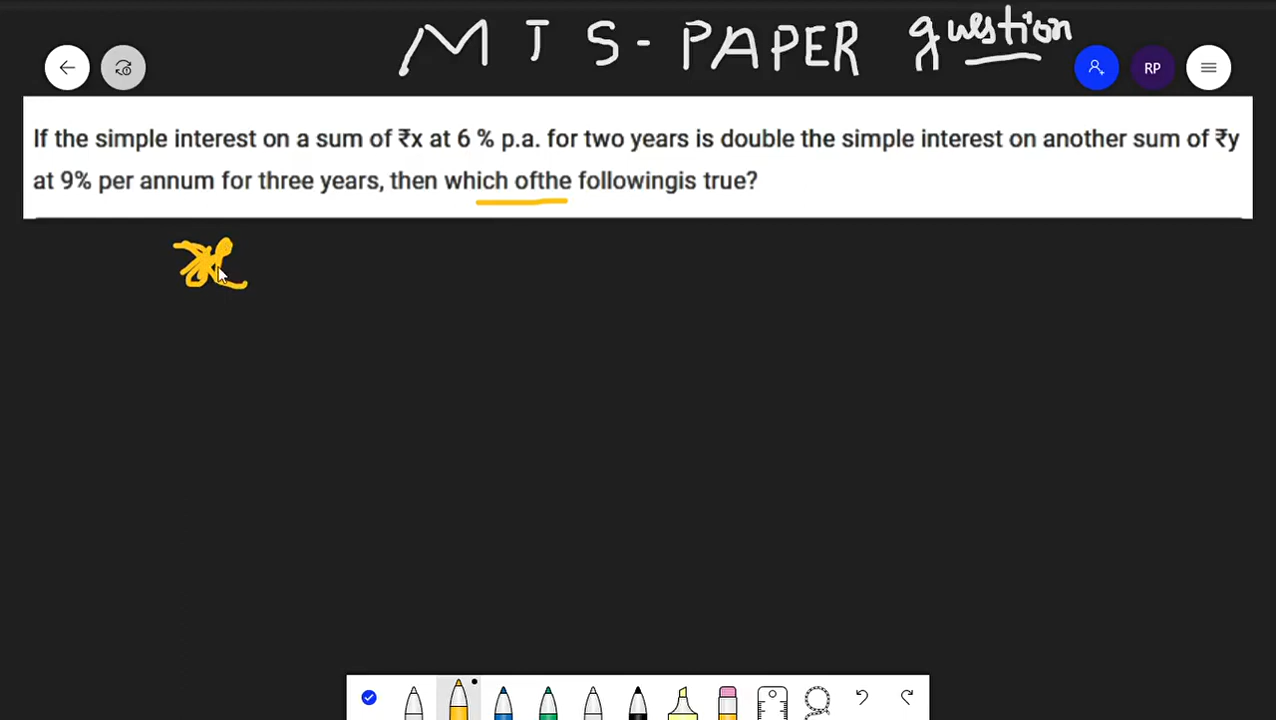 MTS-PAPER question
RP
If the simple interest on a sum of ₹x at 6 % p.a. for two years is double the simple interest on another sum of ₹y
at 9% per annum for three years, then which ofthe followingis true?
x